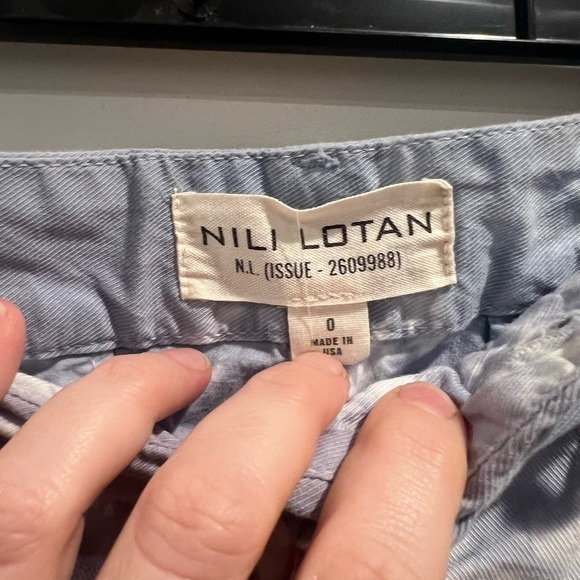 NILI LOTAN
N.L. (ISSUE - 2609988)
0
MADE IN
USA